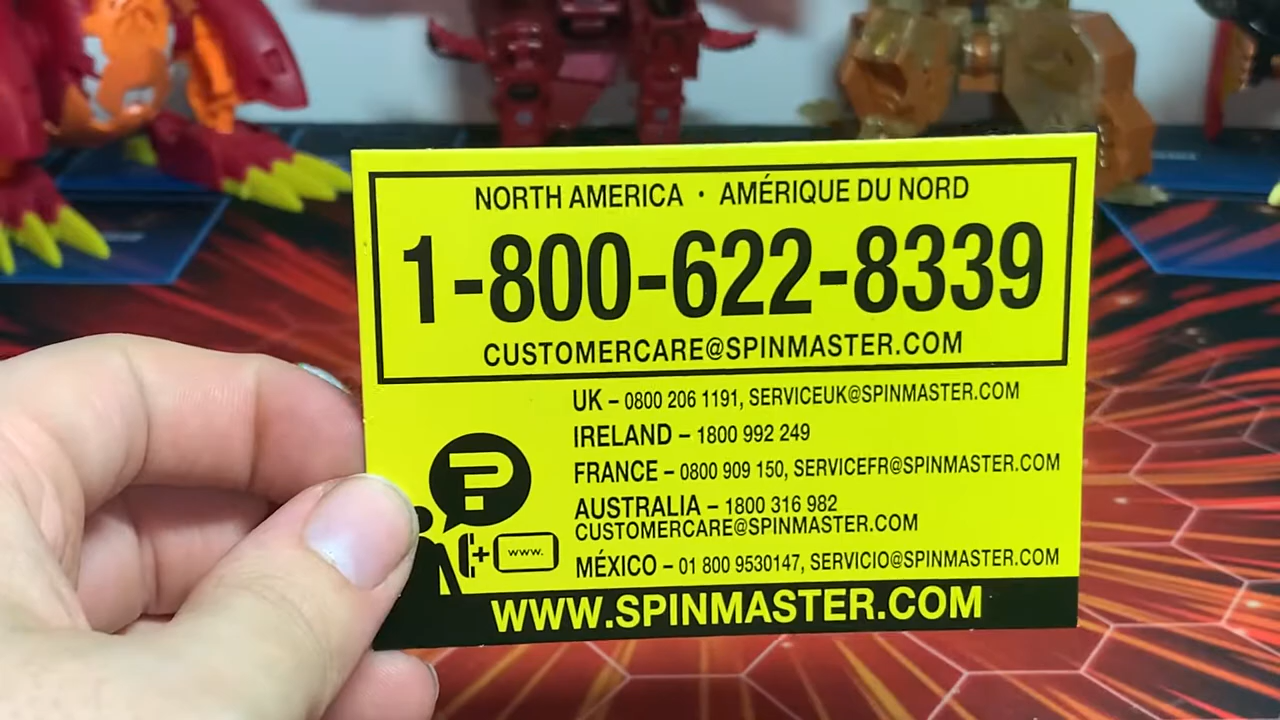 NORTH AMERICA · AMÉRIQUE DU NORD
1-800-622-8339
CUSTOMERCARE@SPINMASTER.COM
UK – 0800 206 1191, SERVICEUK@SPINMASTER.COM
IRELAND – 1800 992 249
FRANCE – 0800 909 150, SERVICEFR@SPINMASTER.COM
AUSTRALIA – 1800 316 982
CUSTOMERCARE@SPINMASTER.COM
MÉXICO – 01 800 9530147, SERVICIO@SPINMASTER.COM
?
+ www.
WWW.SPINMASTER.COM